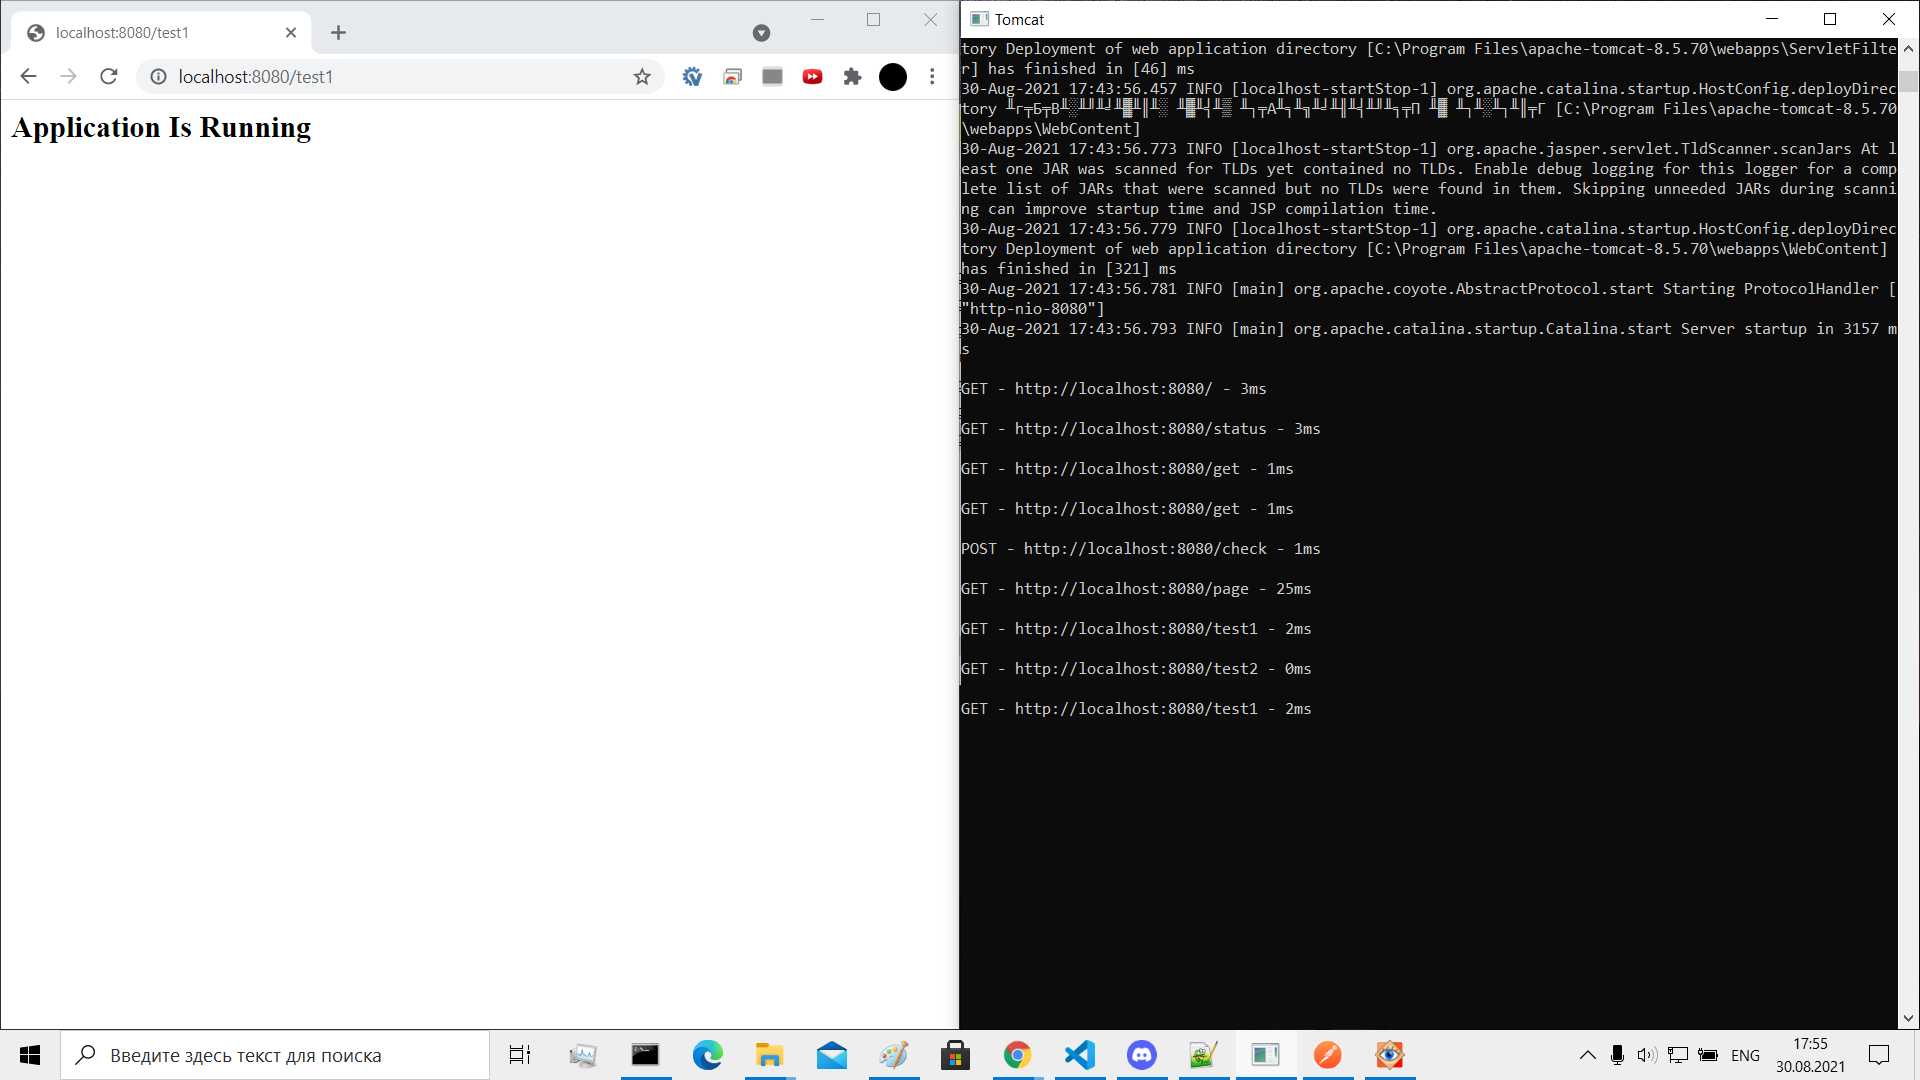 localhost:8080/test1
localhost:8080/test1
Application Is Running
Tomcat
tory Deployment of web application directory [C:\Program Files\apache-tomcat-8.5.70\webapps\ServletFilte
r] has finished in [46] ms
30-Aug-2021 17:43:56.457 INFO [localhost-startStop-1] org.apache.catalina.startup.HostConfig.deployDirec
tory [C:\Program Files\apache-tomcat-8.5.70
\webapps\WebContent]
30-Aug-2021 17:43:56.773 INFO [localhost-startStop-1] org.apache.jasper.servlet.TldScanner.scanJars At l
east one JAR was scanned for TLDs yet contained no TLDs. Enable debug logging for this logger for a comp
lete list of JARs that were scanned but no TLDs were found in them. Skipping unneeded JARs during scanni
ng can improve startup time and JSP compilation time.
30-Aug-2021 17:43:56.779 INFO [localhost-startStop-1] org.apache.catalina.startup.HostConfig.deployDirec
tory Deployment of web application directory [C:\Program Files\apache-tomcat-8.5.70\webapps\WebContent]
has finished in [321] ms
30-Aug-2021 17:43:56.781 INFO [main] org.apache.coyote.AbstractProtocol.start Starting ProtocolHandler [
"http-nio-8080"]
30-Aug-2021 17:43:56.793 INFO [main] org.apache.catalina.startup.Catalina.start Server startup in 3157 m
s
GET - http://localhost:8080/ - 3ms
GET - http://localhost:8080/status - 3ms
GET - http://localhost:8080/get - 1ms
GET - http://localhost:8080/get - 1ms
POST - http://localhost:8080/check - 1ms
GET - http://localhost:8080/page - 25ms
GET - http://localhost:8080/test1 - 2ms
GET - http://localhost:8080/test2 - 0ms
GET - http://localhost:8080/test1 - 2ms
Введите здесь текст для поиска
ENG
17:55
30.08.2021